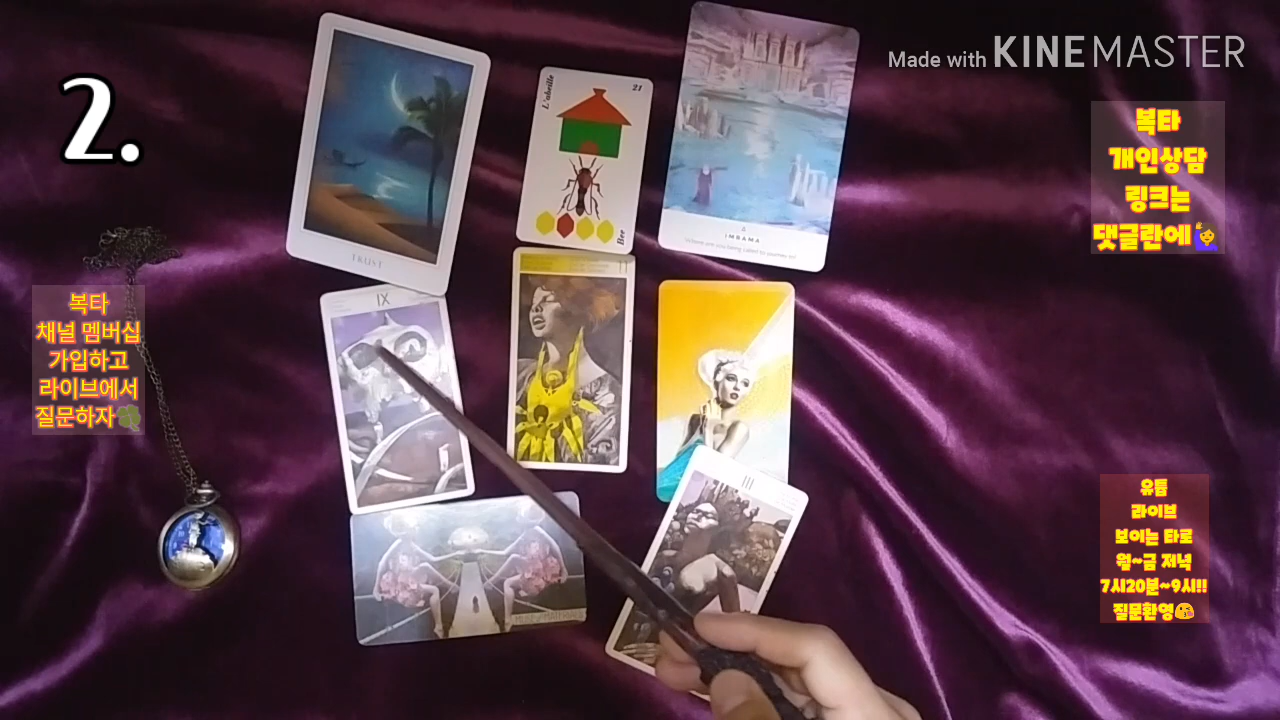 2.
Made with KINEMASTER
복타
개인상담
링크는
댓글란에🙋‍♀️
복타
채널 멤버십
가입하고
라이브에서
질문하자🍀
유튭
라이브
보이는 타로
월~금 저녁
7시20분~9시!!
질문환영😘
TRUST
L'abeille
21
Bee
IMRAMA
IX
II
III